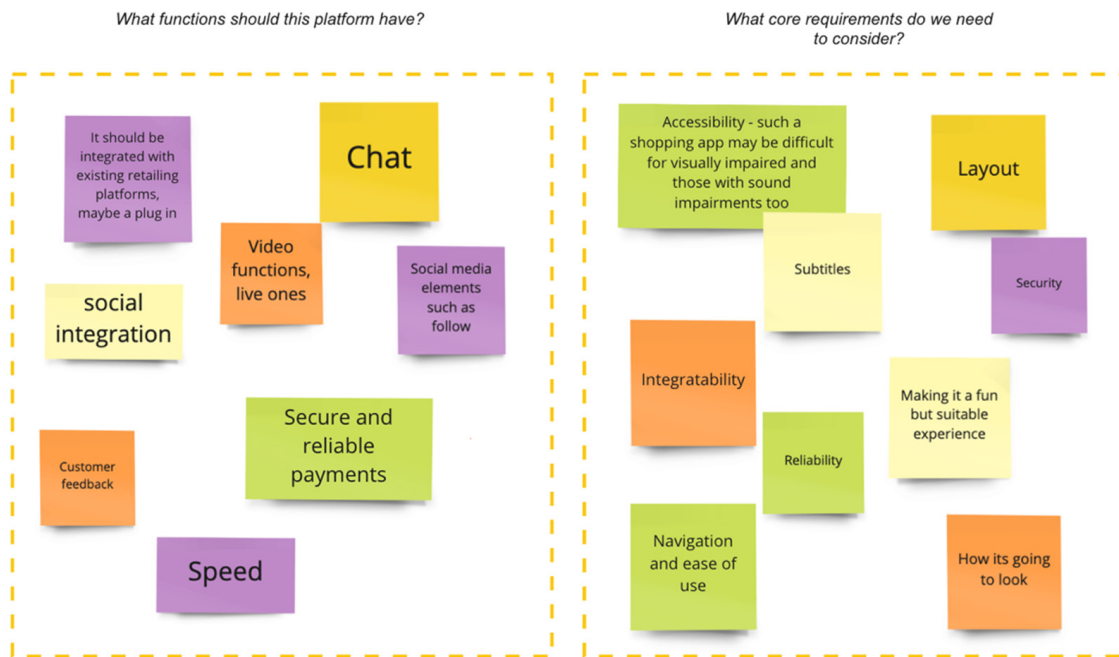 What functions should this platform have?
It should be
integrated with
existing retailing
platforms,
maybe a plug in
Chat
Video
functions,
live ones
Social media
elements
such as
follow
social
integration
Secure and
reliable
payments
Customer
feedback
Speed
What core requirements do we need
to consider?
Accessibility - such a
shopping app may be difficult
for visually impaired and
those with sound
impairments too
Layout
Subtitles
Security
Integratability
Making it a fun
but suitable
experience
Reliability
Navigation
and ease of
use
How its going
to look